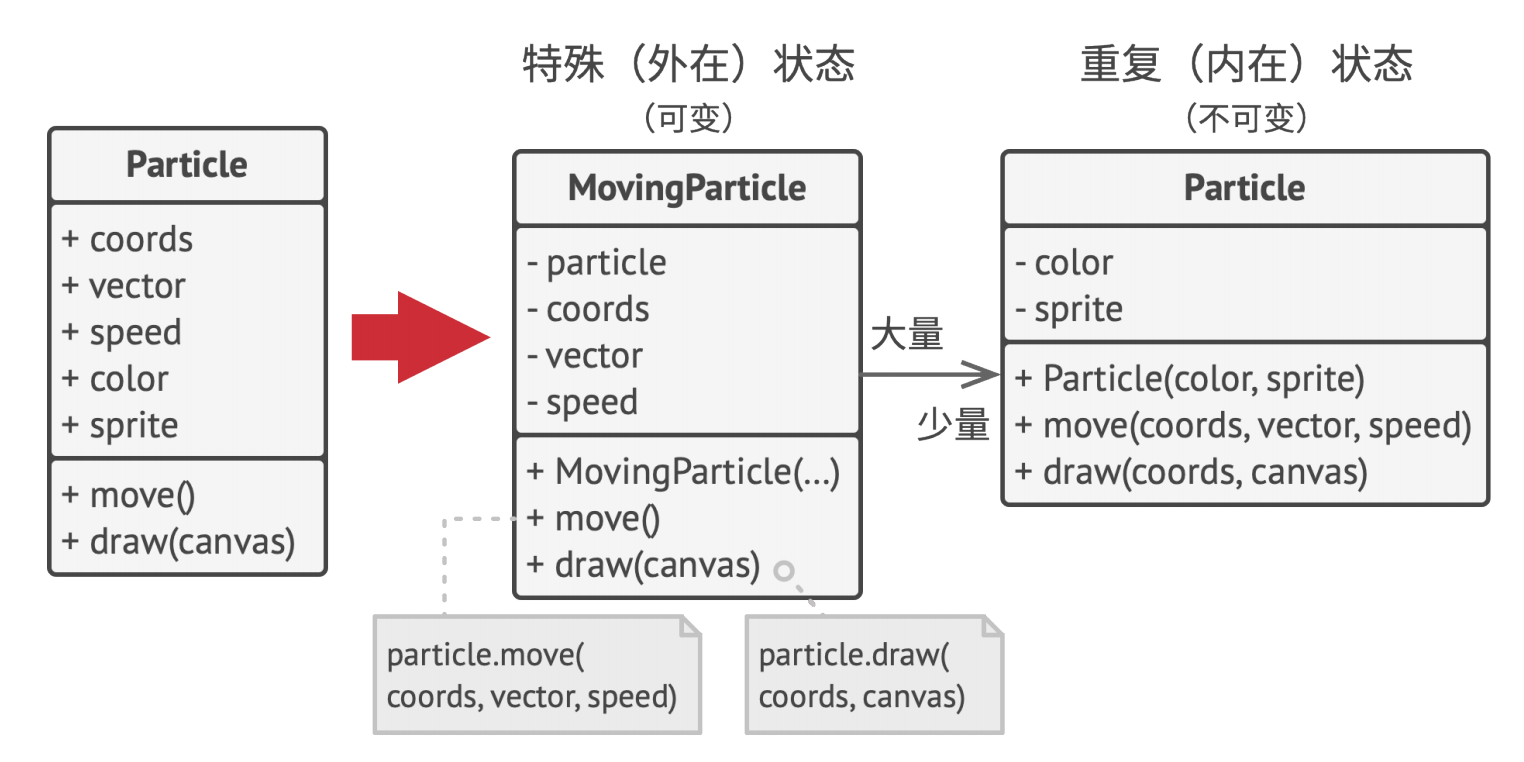 Particle
+ coords
+ vector
+ speed
+ color
+ sprite
+ move()
+ draw(canvas)
特殊（外在）状态
（可变）
MovingParticle
- particle
- coords
- vector
- speed
+ MovingParticle(...)
+ move()
+ draw(canvas)
particle.move(
coords, vector, speed)
particle.draw(
coords, canvas)
大量
少量
重复（内在）状态
（不可变）
Particle
- color
- sprite
+ Particle(color, sprite)
+ move(coords, vector, speed)
+ draw(coords, canvas)